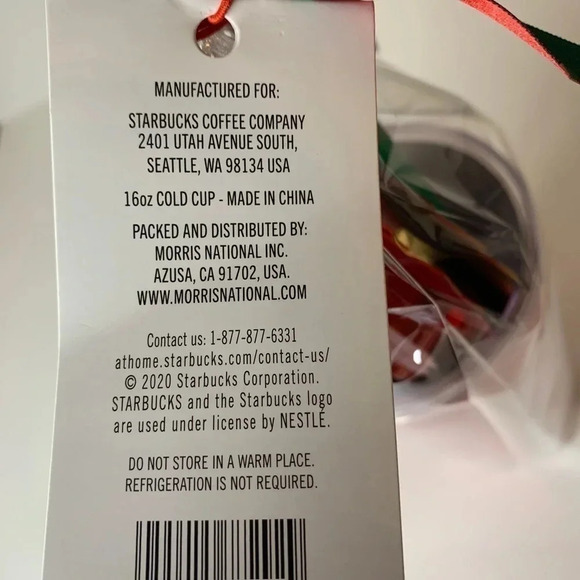 MANUFACTURED FOR:
STARBUCKS COFFEE COMPANY
2401 UTAH AVENUE SOUTH,
SEATTLE, WA 98134 USA
16oz COLD CUP - MADE IN CHINA
PACKED AND DISTRIBUTED BY:
MORRIS NATIONAL INC.
AZUSA, CA 91702, USA.
WWW.MORRISNATIONAL.COM
Contact us: 1-877-877-6331
athome.starbucks.com/contact-us/
© 2020 Starbucks Corporation.
STARBUCKS and the Starbucks logo
are used under license by NESTLÉ.
DO NOT STORE IN A WARM PLACE.
REFRIGERATION IS NOT REQUIRED.